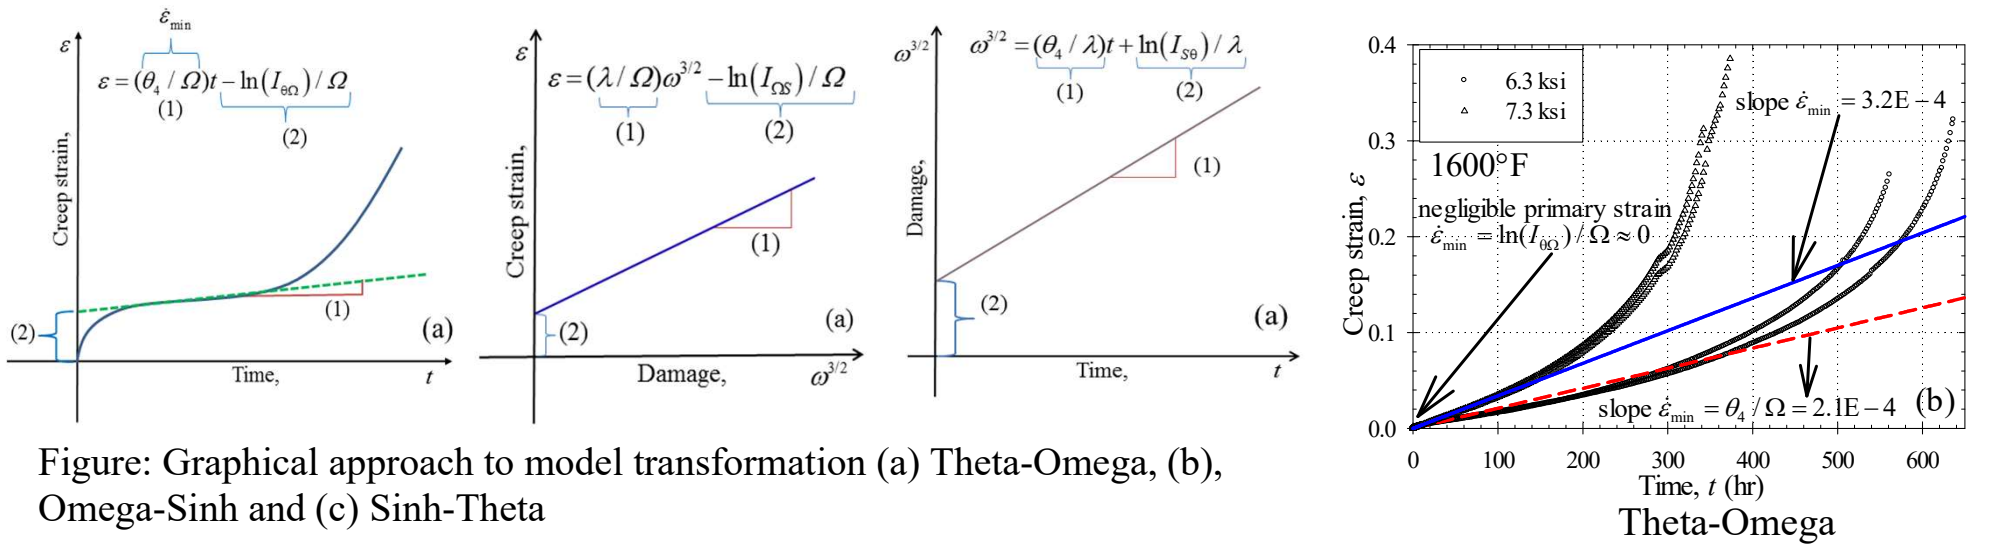 ε̇min
ε
ε = (θ4 / Ω)t − ln(IθΩ) / Ω
(1)
(2)
Creep strain,
(2)
(1)
(a)
Time,
t
ε
ε = (λ / Ω)ω^3/2 − ln(IΩS) / Ω
(1)
(2)
Creep strain,
(1)
(2)
(a)
Damage,
ω^3/2
ω^3/2
ω^3/2 = (θ4 / λ)t + ln(ISθ) / λ
(1)
(2)
Damage,
(1)
(2)
(a)
Time,
t
0.4
0.3
0.2
0.1
0.0
Creep strain, ε
6.3 ksi
7.3 ksi
slope ε̇min = 3.2E − 4
1600°F
negligible primary strain
ε̇min = ln(IθΩ) / Ω ≈ 0
slope ε̇min = θ4 / Ω = 2.1E − 4
(b)
0 100 200 300 400 500 600
Time, t (hr)
Theta-Omega
Figure: Graphical approach to model transformation (a) Theta-Omega, (b),
Omega-Sinh and (c) Sinh-Theta